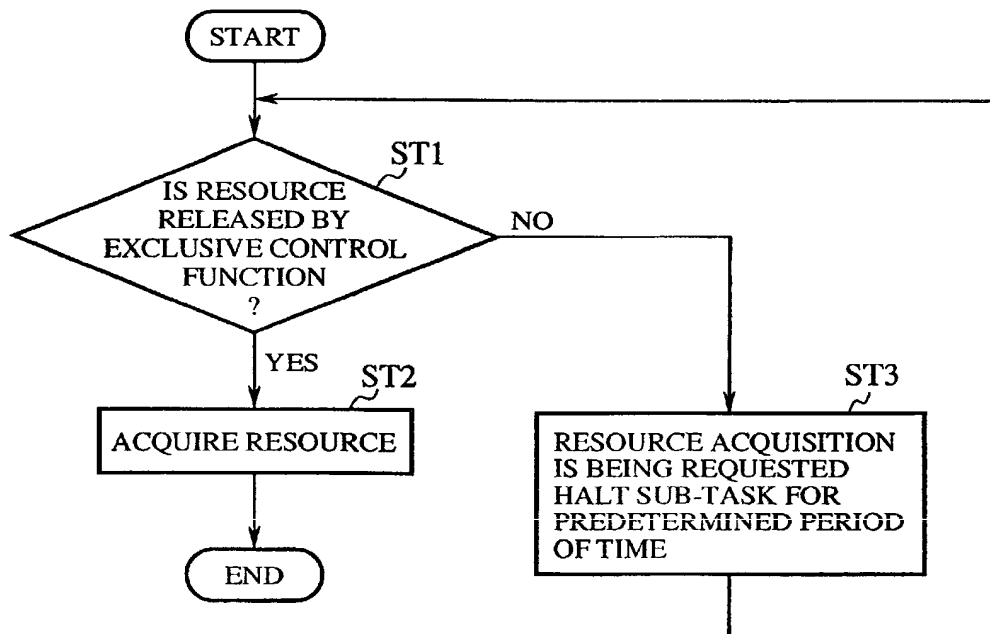 START
ST1
IS RESOURCE
RELEASED BY
EXCLUSIVE CONTROL
FUNCTION
?
NO
YES
ST2
ACQUIRE RESOURCE
END
ST3
RESOURCE ACQUISITION
IS BEING REQUESTED
HALT SUB-TASK FOR
PREDETERMINED PERIOD
OF TIME